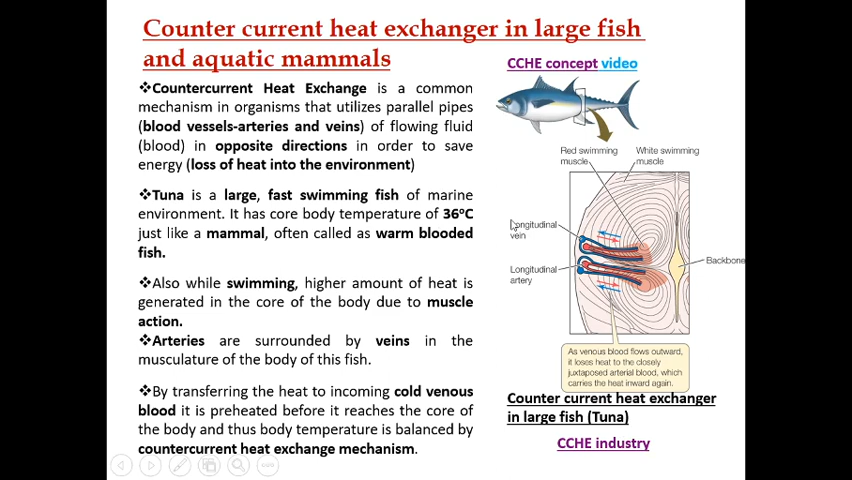 Counter current heat exchanger in large fish
and aquatic mammals
❖Countercurrent Heat Exchange is a common
mechanism in organisms that utilizes parallel pipes
(blood vessels-arteries and veins) of flowing fluid
(blood) in opposite directions in order to save
energy (loss of heat into the environment)
❖Tuna is a large, fast swimming fish of marine
environment. It has core body temperature of 36°C
just like a mammal, often called as warm blooded
fish.
❖Also while swimming, higher amount of heat is
generated in the core of the body due to muscle
action.
❖Arteries are surrounded by veins in the
musculature of the body of this fish.
❖By transferring the heat to incoming cold venous
blood it is preheated before it reaches the core of
the body and thus body temperature is balanced by
countercurrent heat exchange mechanism.
CCHE concept video
Red swimming
muscle
White swimming
muscle
Longitudinal
vein
Longitudinal
artery
Backbone
As venous blood flows outward,
it loses heat to the closely
juxtaposed arterial blood, which
carries the heat inward again.
Counter current heat exchanger
in large fish (Tuna)
CCHE industry